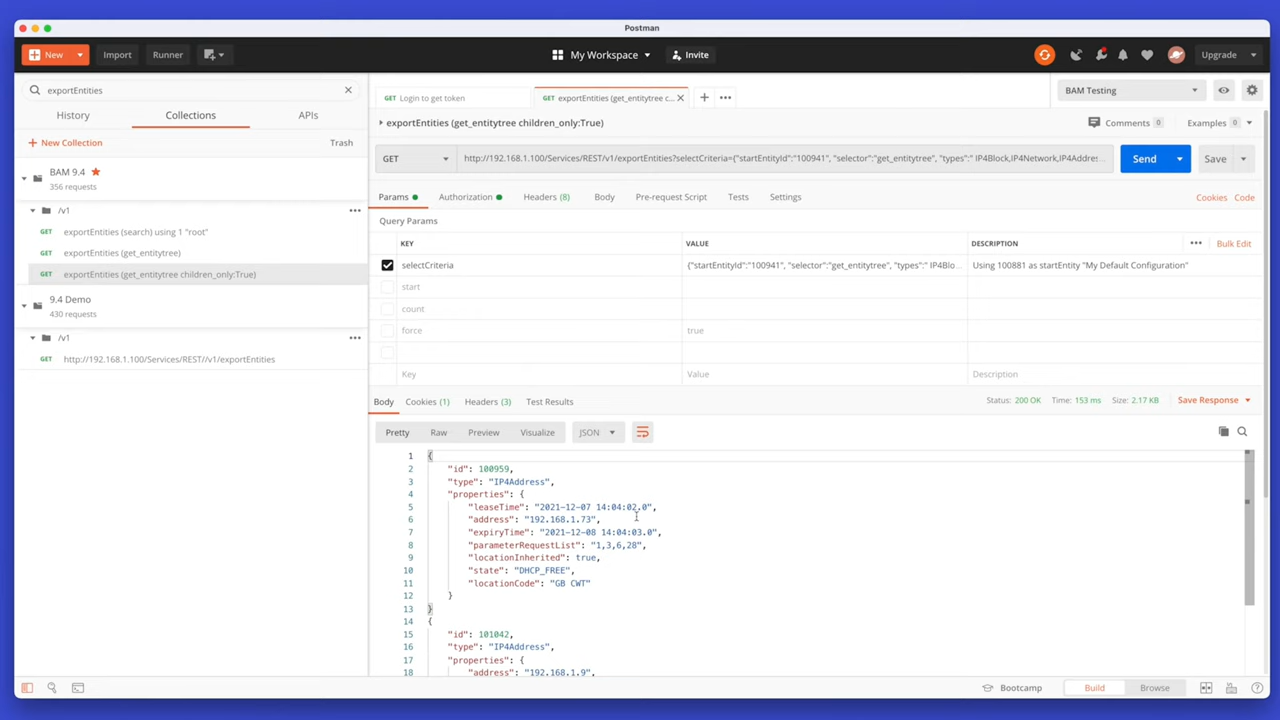 Postman
New
Import
Runner
My Workspace
Invite
Upgrade
exportEntities
History
Collections
APIs
+ New Collection
Trash
BAM 9.4
356 requests
/v1
GET exportEntities (search) using 1 "root"
GET exportEntities (get_entitytree)
GET exportEntities (get_entitytree children_only:True)
9.4 Demo
430 requests
/v1
GET http://192.168.1.100/Services/REST//v1/exportEntities
GET Login to get token
GET exportEntities (get_entitytree c...
BAM Testing
exportEntities (get_entitytree children_only:True)
Comments 0
Examples 0
GET
http://192.168.1.100/Services/REST/v1/exportEntities?selectCriteria={"startEntityId":"100941", "selector":"get_entitytree", "types":" IP4Block,IP4Network,IP4Addres...
Send
Save
Params
Authorization
Headers (8)
Body
Pre-request Script
Tests
Settings
Cookies
Code
Query Params
KEY
VALUE
DESCRIPTION
Bulk Edit
selectCriteria
{"startEntityId":"100941", "selector":"get_entitytree", "types":" IP4Blo...
Using 100881 as startEntity "My Default Configuration"
start
count
force
true
Key
Value
Description
Body
Cookies (1)
Headers (3)
Test Results
Status: 200 OK
Time: 153 ms
Size: 2.17 KB
Save Response
Pretty
Raw
Preview
Visualize
JSON
1 {
2 "id": 100959,
3 "type": "IP4Address",
4 "properties": {
5 "leaseTime": "2021-12-07 14:04:02.0",
6 "address": "192.168.1.73",
7 "expiryTime": "2021-12-08 14:04:03.0",
8 "parameterRequestList": "1,3,6,28",
9 "locationInherited": true,
10 "state": "DHCP_FREE",
11 "locationCode": "GB CWT"
12 }
13 }
14 {
15 "id": 101042,
16 "type": "IP4Address",
17 "properties": {
18 "address": "192.168.1.9",
Bootcamp
Build
Browse